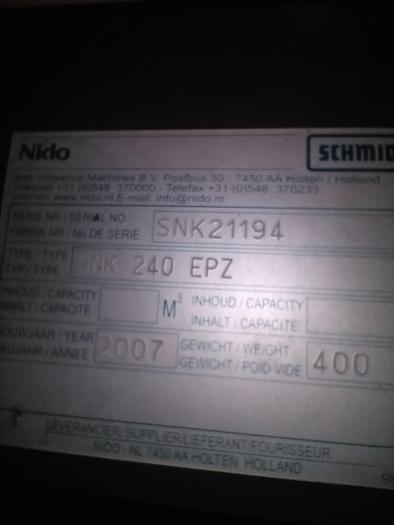 Nido SCHMID
Nido Universal Machines B.V. Postbus 30 - 7450 AA Holten / Holland
Telefoon +31 (0)548 370000 - Telefax +31 (0)548 370233
Internet: www.nido.nl E-mail: info@nido.nl
SERIE NR / SERIAL NO
FABRIK NR / No DE SERIE
SNK21194
TYPE / TYPE
TYP / TYPE
SNK 240 EPZ
INHOUD / CAPACITY
INHALT / CAPACITE
M³
INHOUD / CAPACITY
INHALT / CAPACITE
BOUWJAAR / YEAR
BAUJAHR / ANNEE
2007
GEWICHT / WEIGHT
GEWICHT / POID VIDE
400
LEVERANCIER/ SUPPLIER/LIEFERANT/FOURISSEUR
NIDO - NL 7450 AA HOLTEN HOLLAND